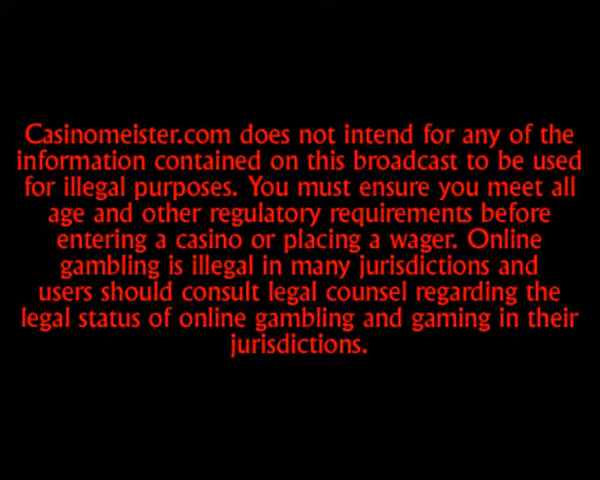 Casinomeister.com does not intend for any of the
information contained on this broadcast to be used
for illegal purposes. You must ensure you meet all
age and other regulatory requirements before
entering a casino or placing a wager. Online
gambling is illegal in many jurisdictions and
users should consult legal counsel regarding the
legal status of online gambling and gaming in their
jurisdictions.